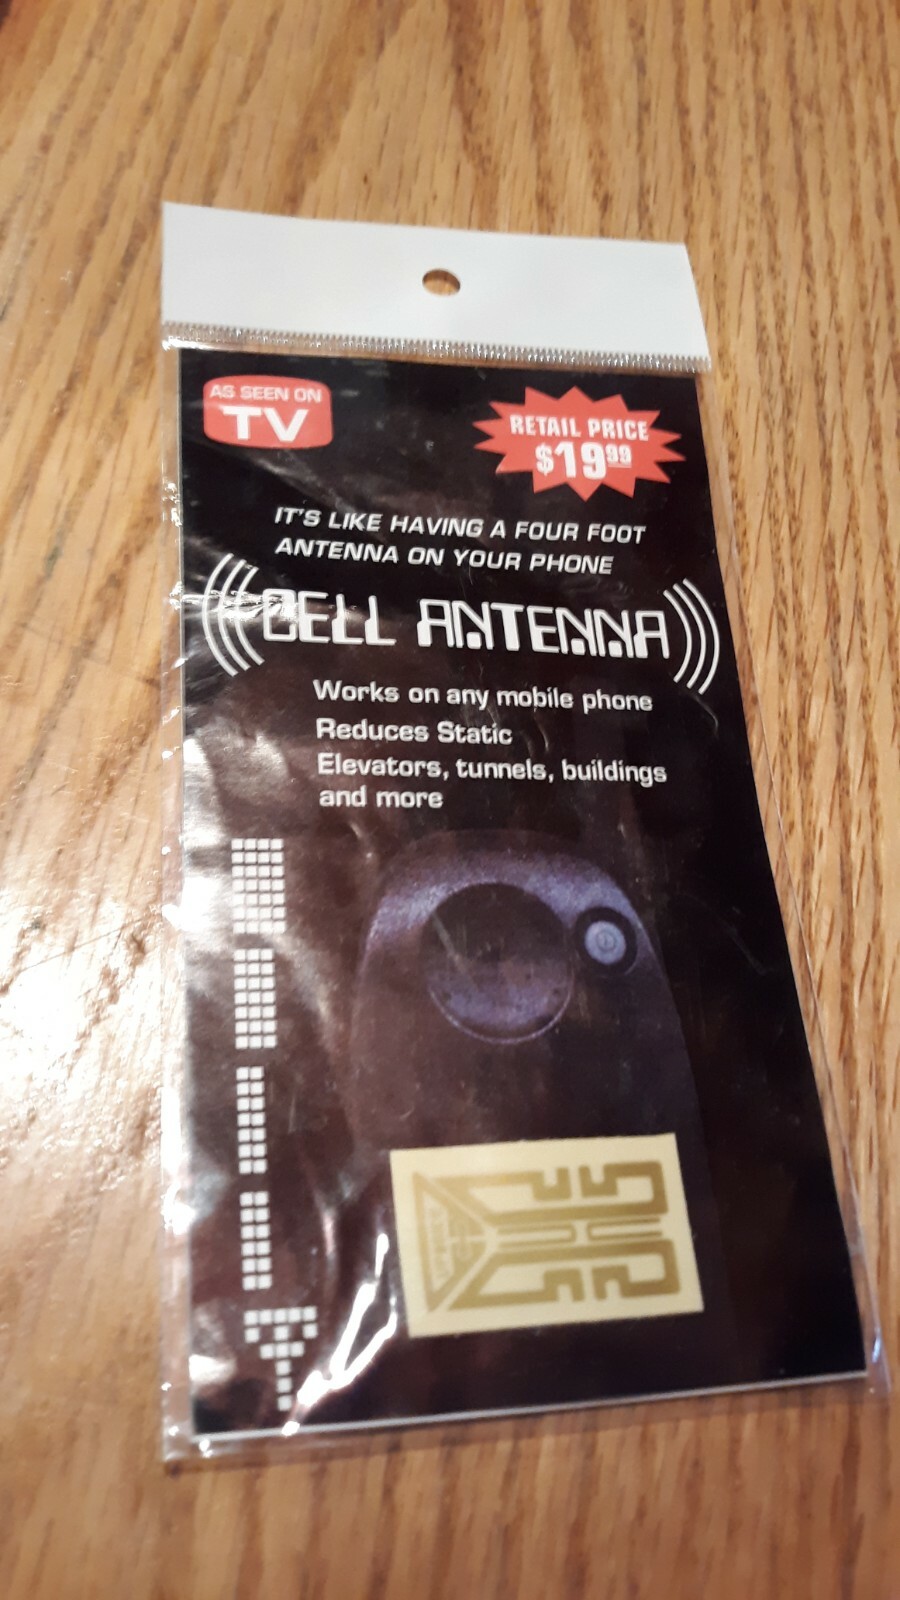 AS SEEN ON
TV
RETAIL PRICE
$19.99
IT'S LIKE HAVING A FOUR FOOT
ANTENNA ON YOUR PHONE
CELL ANTENNA
Works on any mobile phone
Reduces Static
Elevators, tunnels, buildings
and more